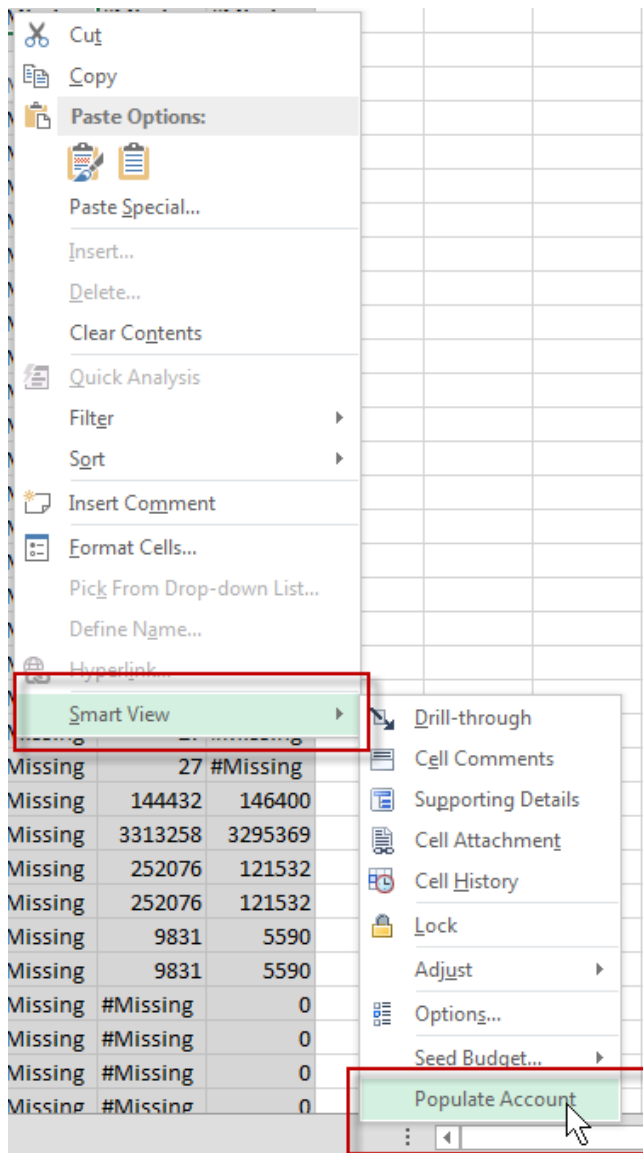 Cut
Copy
Paste Options:
Paste Special...
Insert...
Delete...
Clear Contents
Quick Analysis
Filter
Sort
Insert Comment
Format Cells...
Pick From Drop-down List...
Define Name...
Hyperlink...
Smart View
Drill-through
Missing 27 #Missing Cell Comments
Missing 144432 146400 Supporting Details
Missing 3313258 3295369 Cell Attachment
Missing 252076 121532 Cell History
Missing 252076 121532 Lock
Missing 9831 5590
Missing 9831 5590 Adjust
Missing #Missing 0 Options...
Missing #Missing 0 Seed Budget...
Missing #Missing 0
Missing #Missing 0 Populate Account